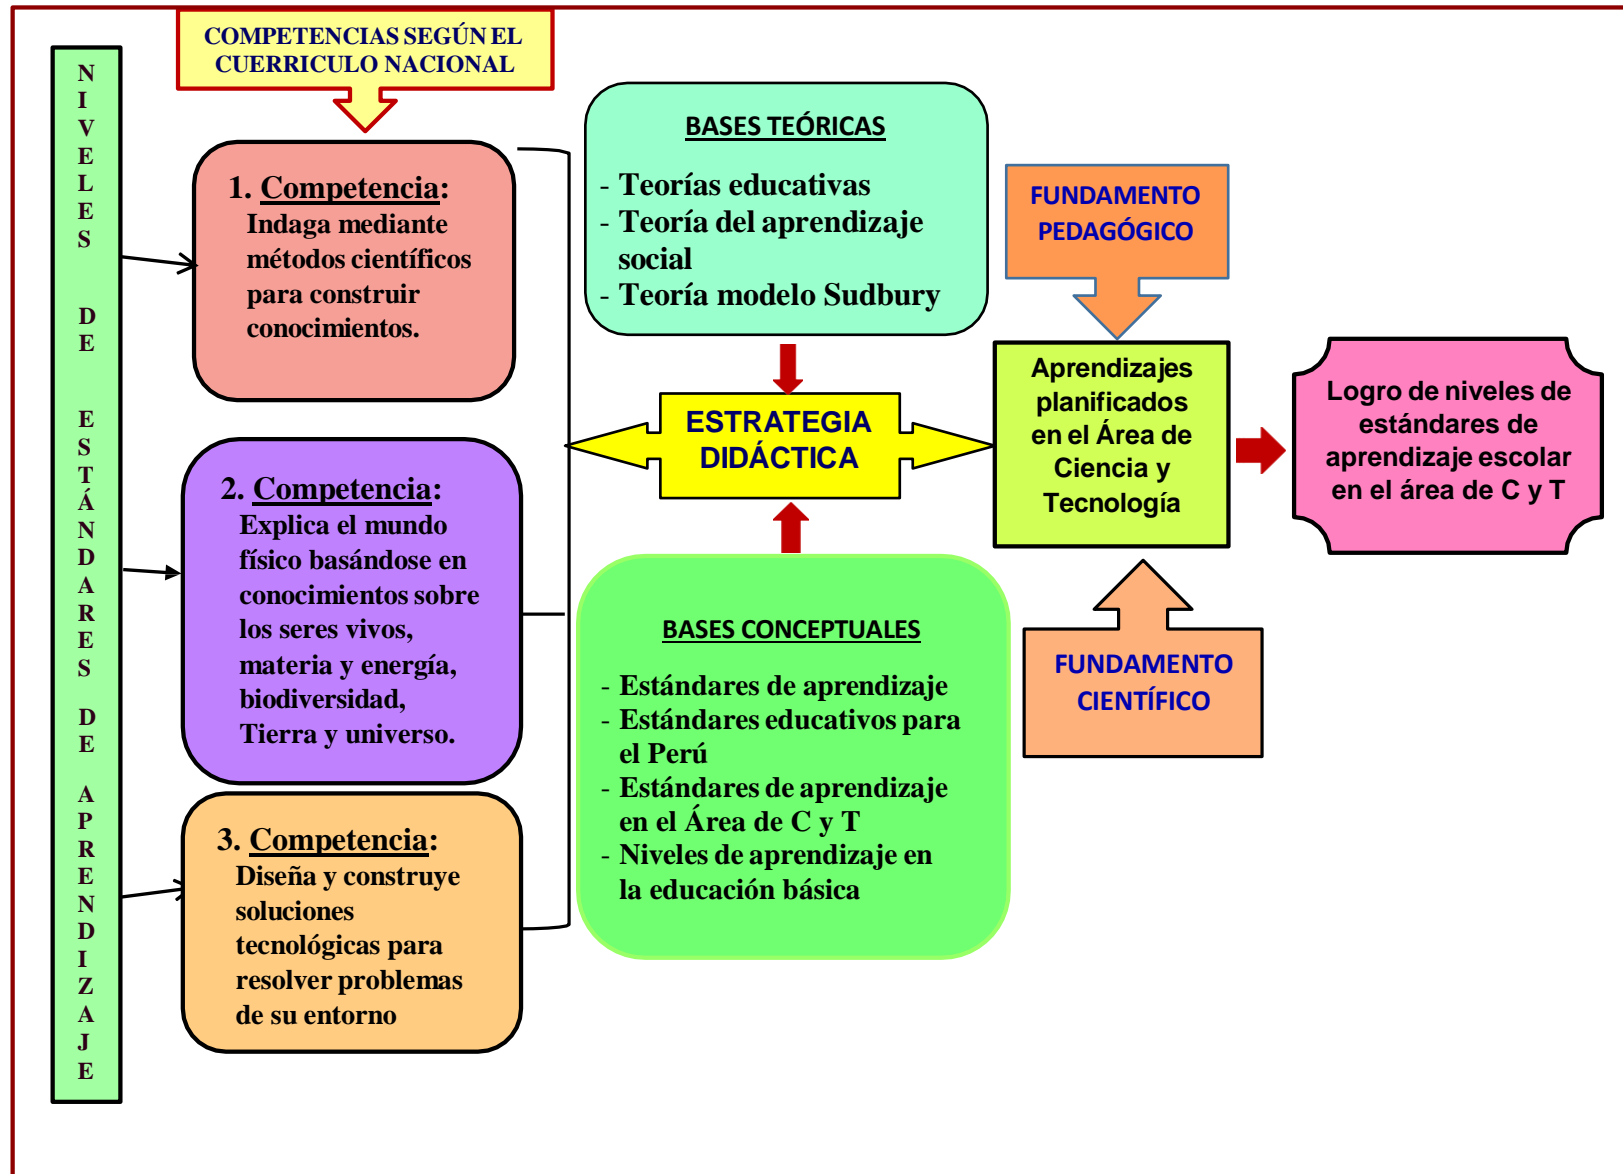 NIVELES DE ESTÁNDARES DE APRENDIZAJE
COMPETENCIAS SEGÚN EL
CUERRICULO NACIONAL
1. Competencia:
Indaga mediante
métodos científicos
para construir
conocimientos.
2. Competencia:
Explica el mundo
físico basándose en
conocimientos sobre
los seres vivos,
materia y energía,
biodiversidad,
Tierra y universo.
3. Competencia:
Diseña y construye
soluciones
tecnológicas para
resolver problemas
de su entorno
BASES TEÓRICAS
- Teorías educativas
- Teoría del aprendizaje
social
- Teoría modelo Sudbury
ESTRATEGIA
DIDÁCTICA
BASES CONCEPTUALES
- Estándares de aprendizaje
- Estándares educativos para
el Perú
- Estándares de aprendizaje
en el Área de C y T
- Niveles de aprendizaje en
la educación básica
FUNDAMENTO
PEDAGÓGICO
Aprendizajes
planificados
en el Área de
Ciencia y
Tecnología
FUNDAMENTO
CIENTÍFICO
Logro de niveles de
estándares de
aprendizaje escolar
en el área de C y T